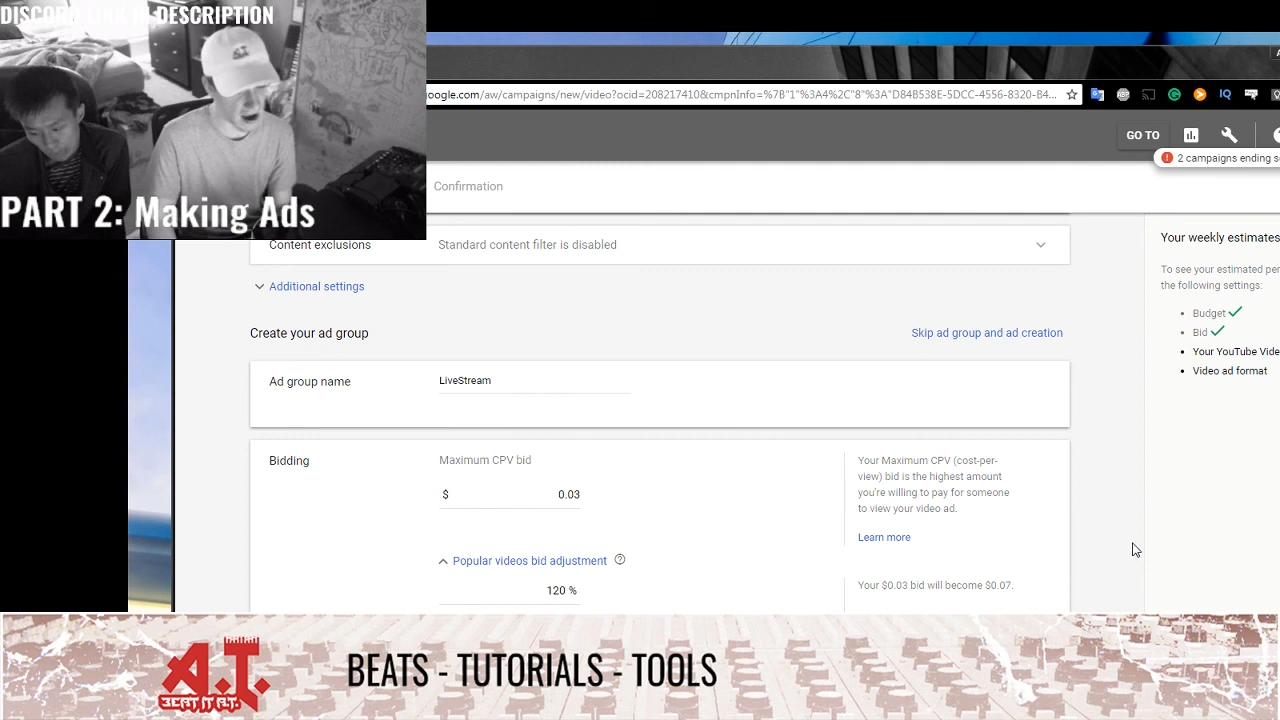 DISCORD LINK IN DESCRIPTION
PART 2: Making Ads
google.com/aw/campaigns/new/video?ocid=208217410&cmpnInfo=%7B"1"%3A4%2C"8"%3A"D84B538E-5DCC-4556-8320-B4...
GO TO
2 campaigns ending s
Confirmation
Content exclusions
Standard content filter is disabled
Additional settings
Create your ad group
Skip ad group and ad creation
Ad group name
LiveStream
Bidding
Maximum CPV bid
$ 0.03
Your Maximum CPV (cost-per-
view) bid is the highest amount
you're willing to pay for someone
to view your video ad.
Learn more
Popular videos bid adjustment
120 %
Your $0.03 bid will become $0.07.
Your weekly estimates
To see your estimated per
the following settings:
Budget
Bid
Your YouTube Vide
Video ad format
A.T.
BEAT IT A.T.
BEATS - TUTORIALS - TOOLS